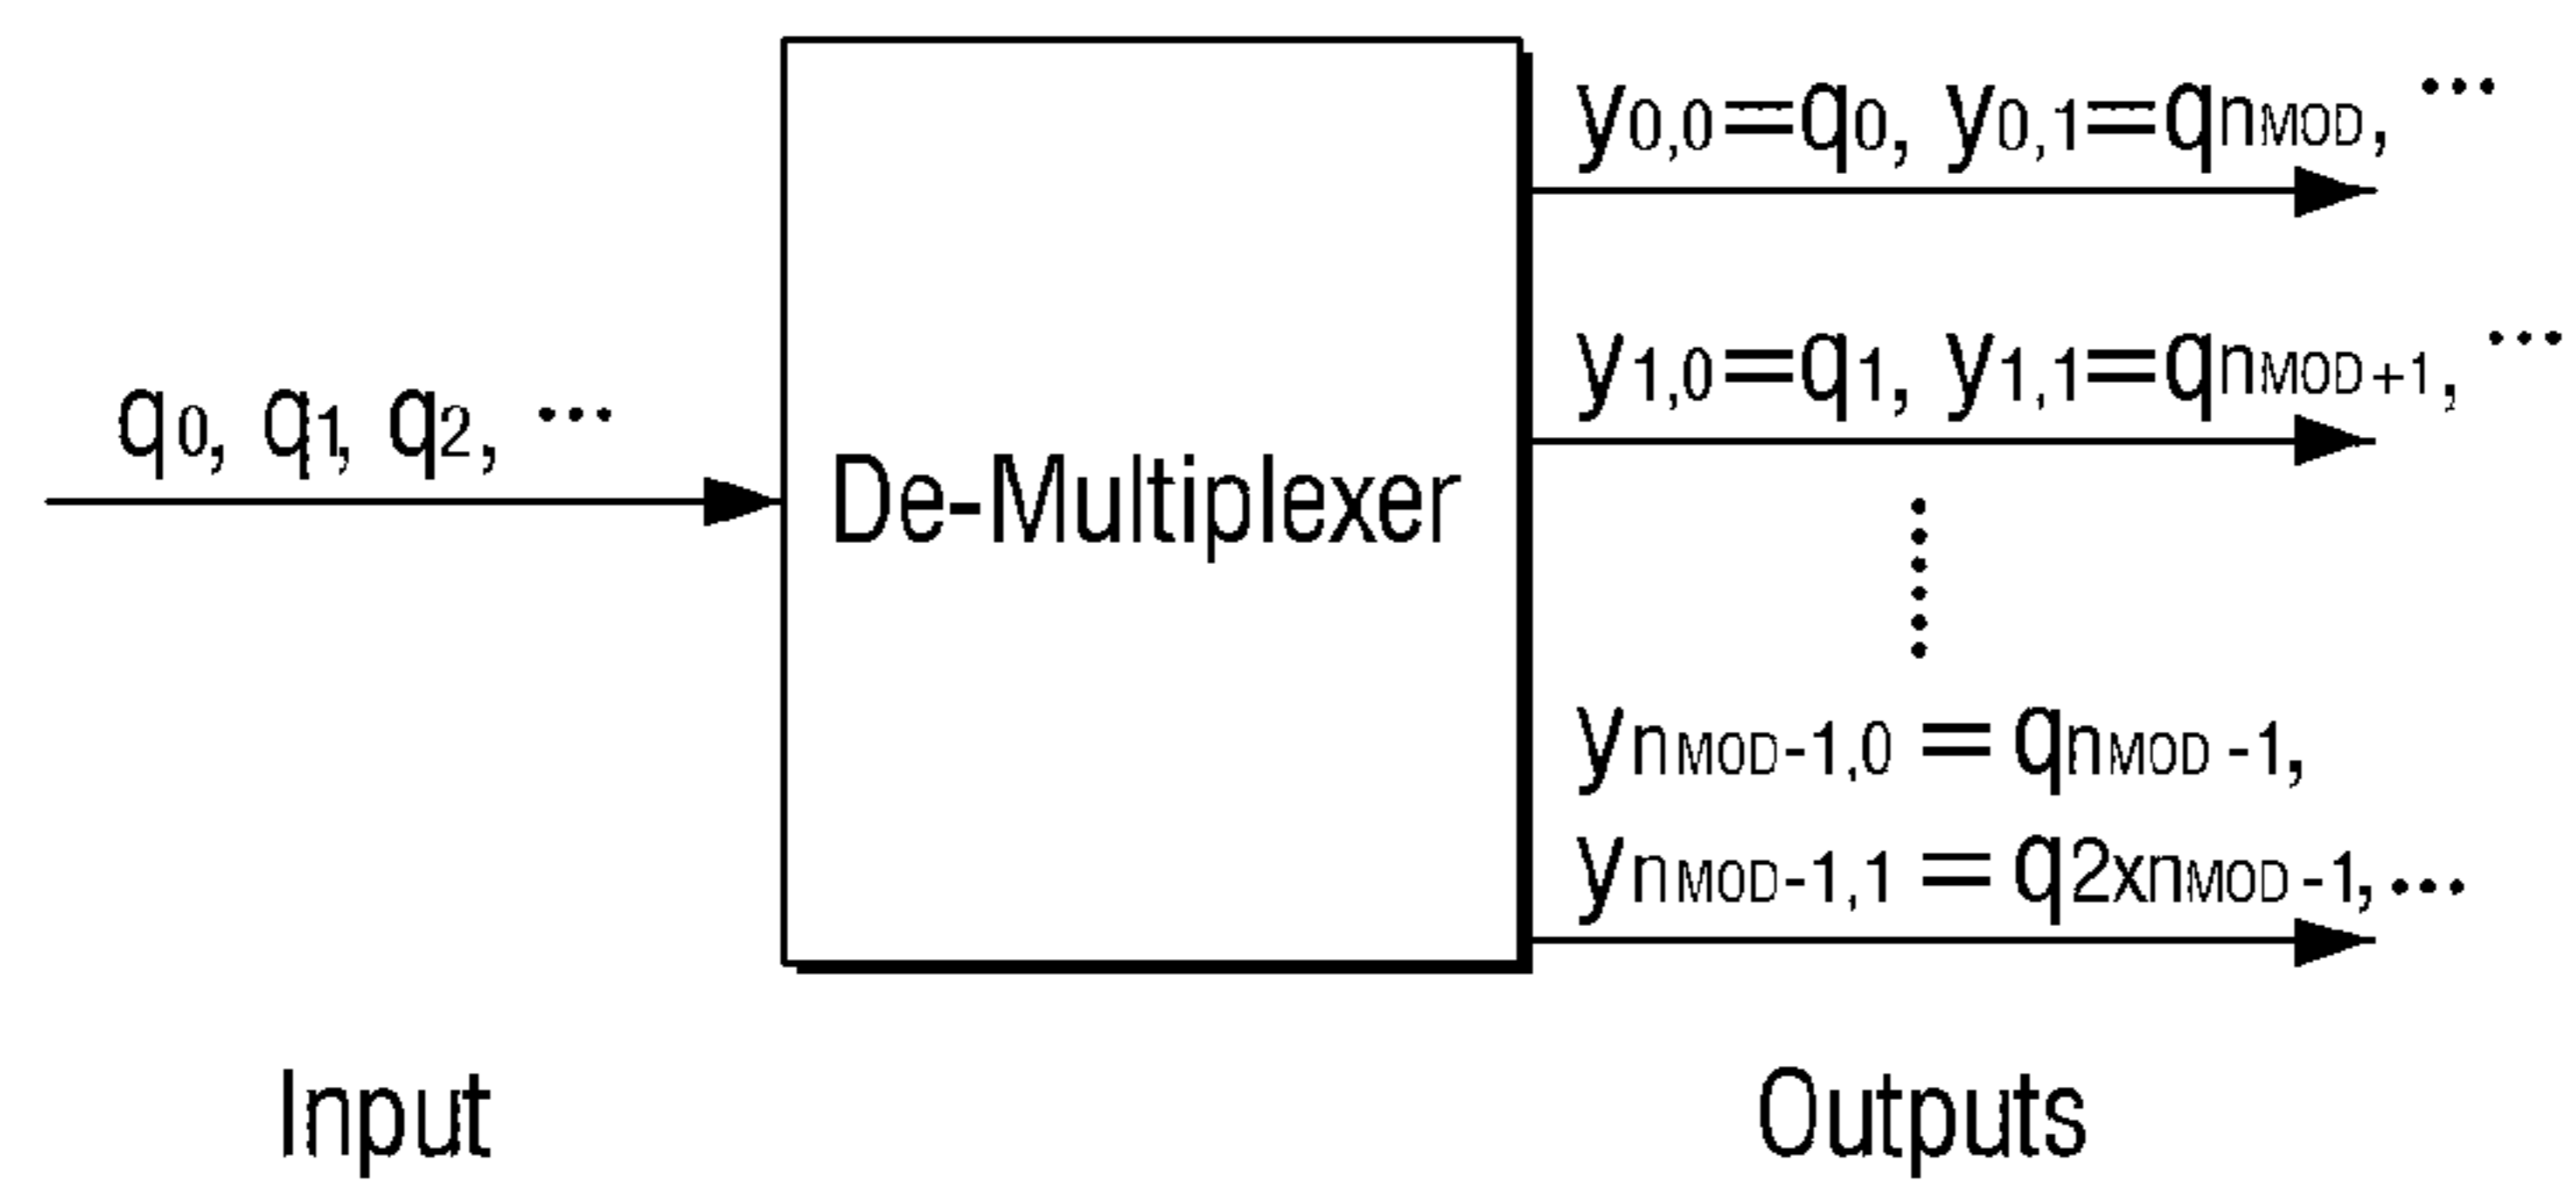 y0,0=q0, y0,1=qnMOD, ...
y1,0=q1, y1,1=qnMOD+1, ...
q0, q1, q2, ...
De-Multiplexer
ynMOD-1,0 = qnMOD -1,
ynMOD-1,1 = q2xnMOD -1, ...
Input
Outputs